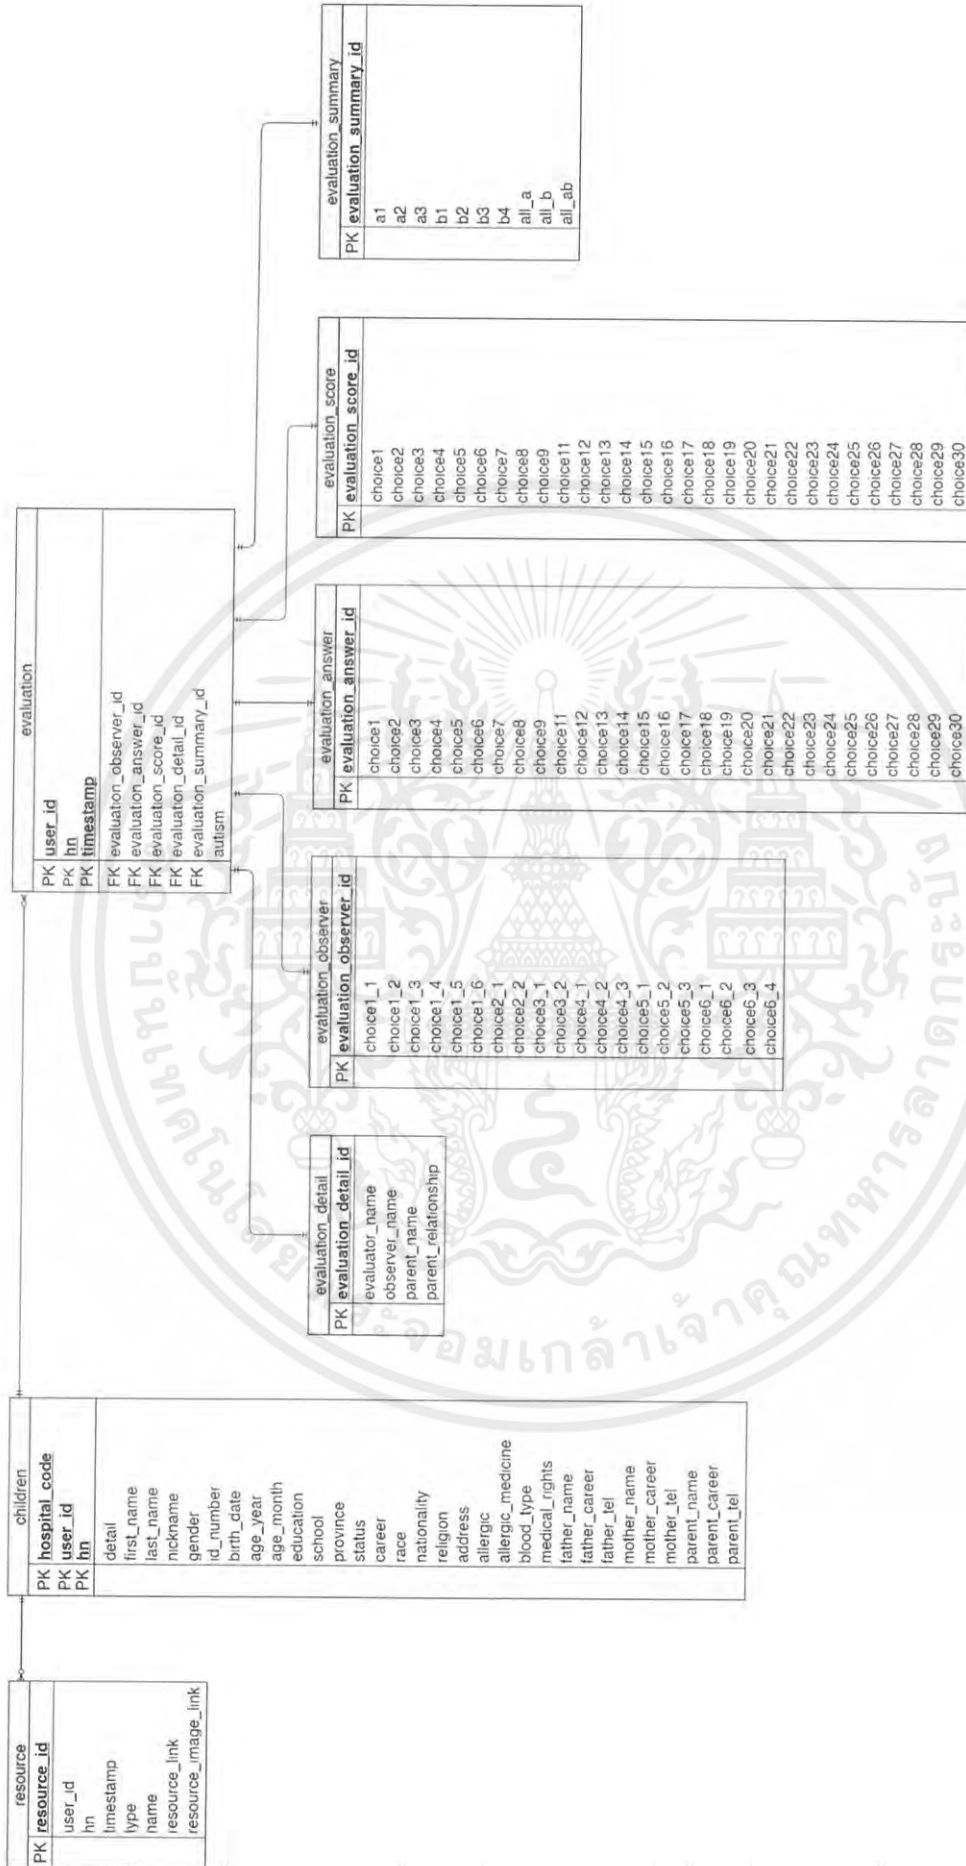 resource
PK resource_id
user_id
hn
timestamp
type
name
resource_link
resource_image_link
children
PK hospital_code
PK user_id
PK hn
detail
first_name
last_name
nickname
gender
id_number
birth_date
age_year
age_month
education
school
province
status
career
race
nationality
religion
address
allergic
allergic_medicine
blood_type
medical_rights
father_name
father_career
father_tel
mother_name
mother_career
mother_tel
parent_name
parent_career
parent_tel
evaluation
PK user_id
PK hn
PK timestamp
FK evaluation_observer_id
FK evaluation_answer_id
FK evaluation_score_id
FK evaluation_detail_id
FK evaluation_summary_id
autism
evaluation_detail
PK evaluation_detail_id
evaluator_name
observer_name
parent_name
parent_relationship
evaluation_observer
PK evaluation_observer_id
choice1_1
choice1_2
choice1_3
choice1_4
choice1_5
choice5_6
choice2_1
choice2_2
choice3_1
choice3_2
choice4_1
choice4_2
choice4_3
choice5_1
choice5_2
choice5_3
choice6_1
choice6_2
choice6_3
choice6_4
evaluation_answer
PK evaluation_answer_id
choice1
choice2
choice3
choice4
choice5
choice6
choice7
choice8
choice9
choice11
choice12
choice13
choice14
choice15
choice16
choice17
choice18
choice19
choice20
choice21
choice22
choice23
choice24
choice25
choice26
choice27
choice28
choice29
choice30
evaluation_score
PK evaluation_score_id
choice1
choice2
choice3
choice4
choice5
choice6
choice7
choice8
choice9
choice11
choice12
choice13
choice14
choice15
choice16
choice17
choice18
choice19
choice20
choice21
choice22
choice23
choice24
choice25
choice26
choice27
choice28
choice29
choice30
evaluation_summary
PK evaluation_summary_id
a1
a2
a3
b1
b2
b3
b4
all_a
all_b
all_ab